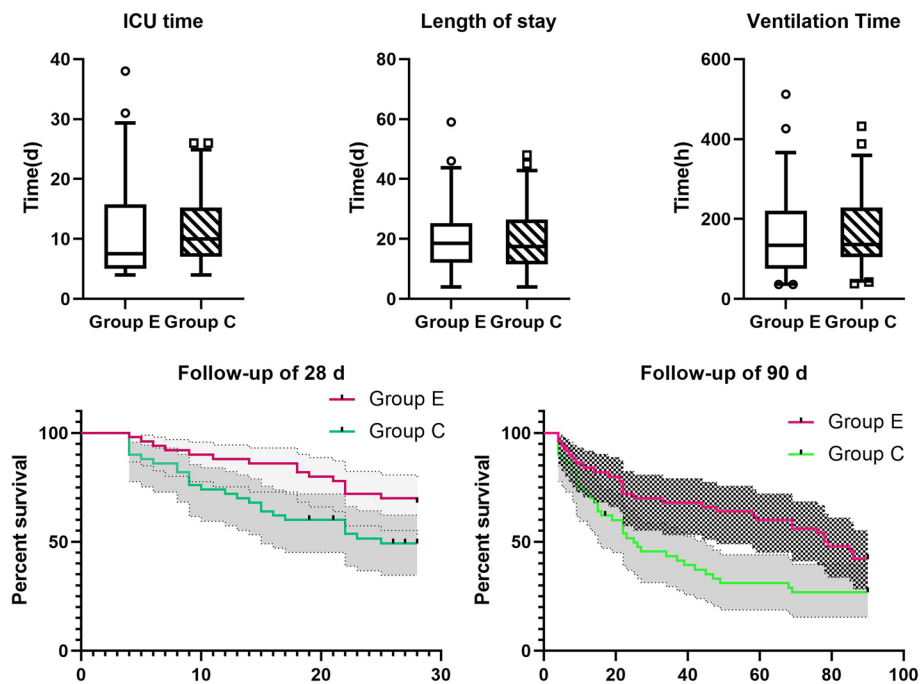 ICU time
Length of stay
Ventilation Time
40
30
20
10
0
Time(d)
Group E Group C
80
60
40
20
0
Time(d)
Group E Group C
600
400
200
0
Time(h)
Group E Group C
Follow-up of 28 d
Group E
Group C
100
50
0
Percent survival
0 10 20 30
Follow-up of 90 d
Group E
Group C
100
50
0
Percent survival
0 20 40 60 80 100